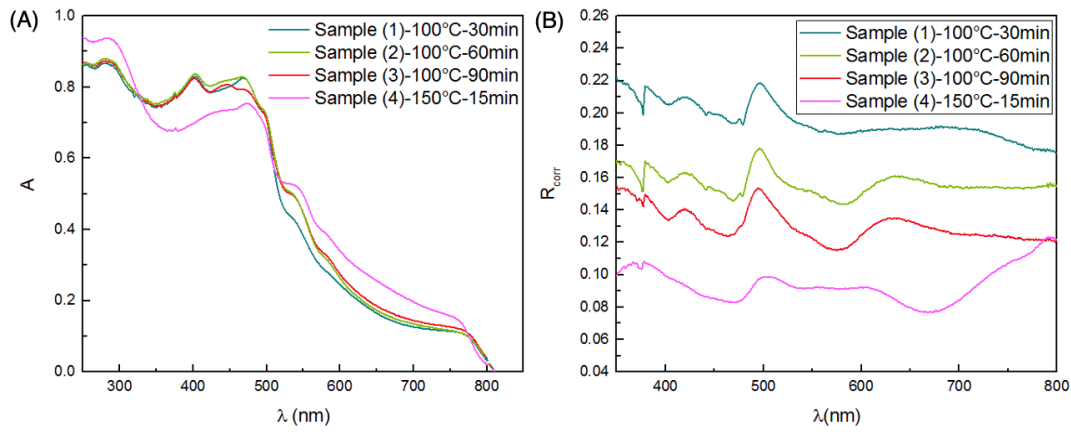 (A)
Sample (1)-100°C-30min
Sample (2)-100°C-60min
Sample (3)-100°C-90min
Sample (4)-150°C-15min
1.0
0.8
0.6
0.4
0.2
0.0
A
300 400 500 600 700 800
λ (nm)
(B)
Sample (1)-100°C-30min
Sample (2)-100°C-60min
Sample (3)-100°C-90min
Sample (4)-150°C-15min
0.26
0.24
0.22
0.20
0.18
0.16
0.14
0.12
0.10
0.08
0.06
0.04
Rcorr
400 500 600 700 800
λ(nm)